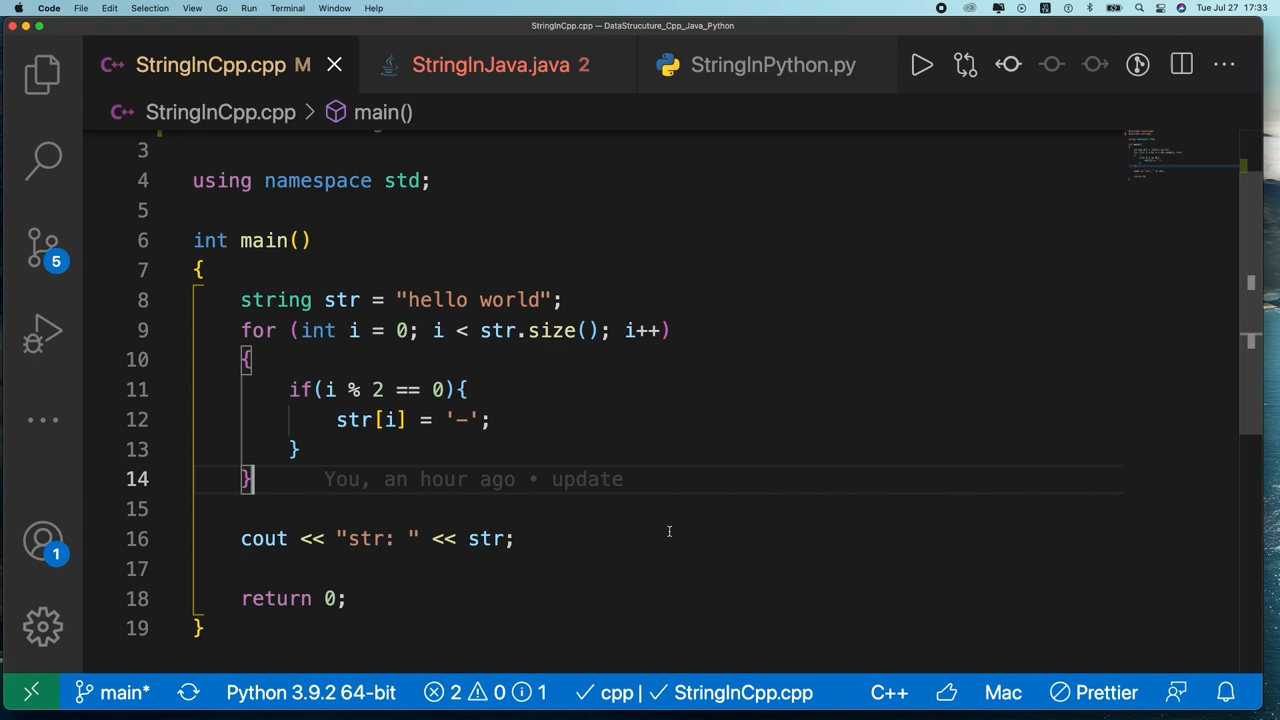 Code File Edit Selection View Go Run Terminal Window Help Tue Jul 27 17:33
StringInCpp.cpp — DataStrucuture_Cpp_Java_Python
StringInCpp.cpp M StringInJava.java 2 StringInPython.py
StringInCpp.cpp > main()
3
4 using namespace std;
5
6 int main()
7 {
8 string str = "hello world";
9 for (int i = 0; i < str.size(); i++)
10 {
11 if(i % 2 == 0){
12 str[i] = '-';
13 }
14 } You, an hour ago • update
15
16 cout << "str: " << str;
17
18 return 0;
19 }
5
1
main* Python 3.9.2 64-bit 2 0 1 cpp | StringInCpp.cpp C++ Mac Prettier